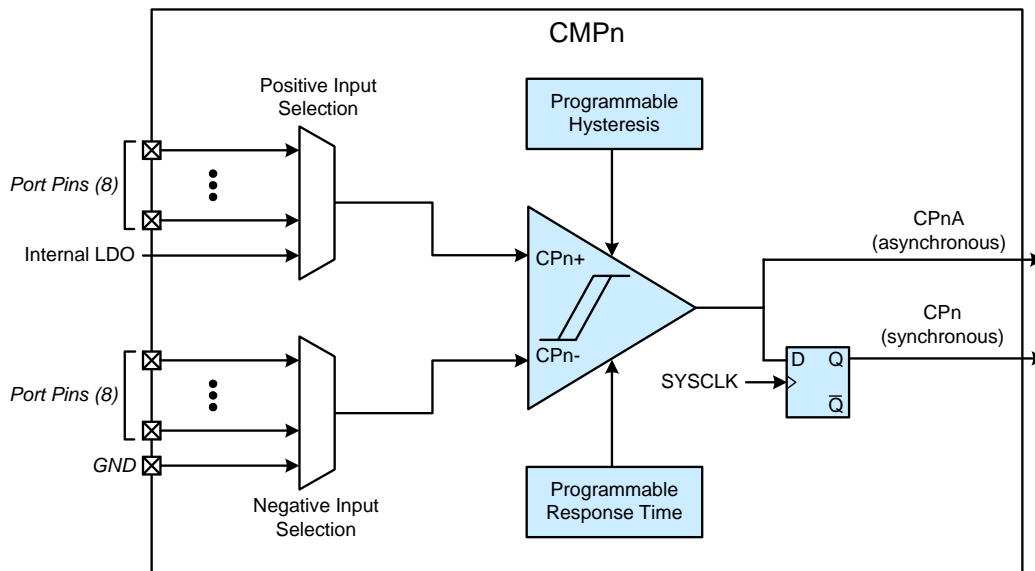 CMPn
Positive Input
Selection
Programmable
Hysteresis
Port Pins (8)
Internal LDO
CPn+
CPnA
(asynchronous)
CPn-
CPn
(synchronous)
Port Pins (8)
SYSCLK
D Q
Q̅
GND
Negative Input
Selection
Programmable
Response Time